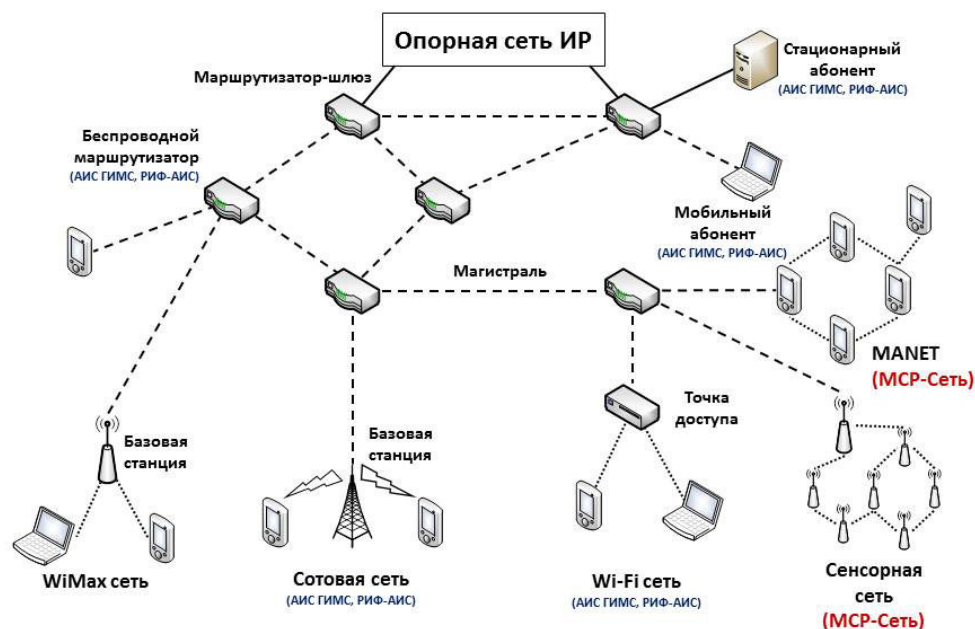 Опорная сеть ИР
Стационарный
абонент
(АИС ГИМС, РИФ-АИС)
Маршрутизатор-шлюз
Беспроводной
маршрутизатор
(АИС ГИМС, РИФ-АИС)
Мобильный
абонент
(АИС ГИМС, РИФ-АИС)
Магистраль
MANET
(МСР-Сеть)
Точка
доступа
Базовая
станция
Базовая
станция
WiMax сеть
Сотовая сеть
(АИС ГИМС, РИФ-АИС)
Wi-Fi сеть
(АИС ГИМС, РИФ-АИС)
Сенсорная
сеть
(МСР-Сеть)